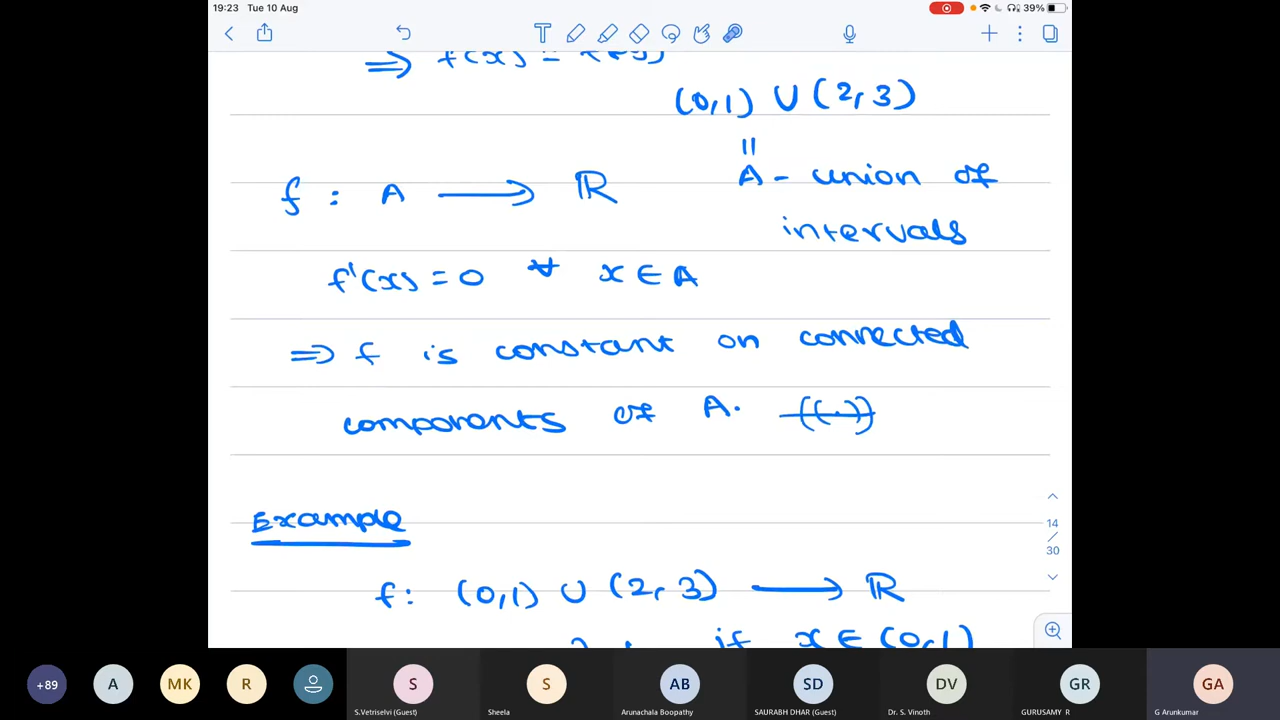 19:23 Tue 10 Aug
39%
⇒ f(x) =
(0,1) ∪ (2,3)
||
f : A ⟶ ℝ
A - union of
intervals
f'(x) = 0 ∀ x ∈ A
⇒ f is constant on connected
components of A. ((·))
Example
f: (0,1) ∪ (2,3) ⟶ ℝ
if x ∈ (0,1)
14
/
30
+89 A MK R S S AB SD DV GR GA
S.Vetriselvi (Guest) Sheela Arunachala Boopathy SAURABH DHAR (Guest) Dr. S. Vinoth GURUSAMY R G Arunkumar